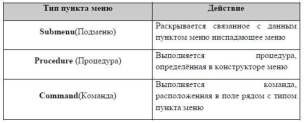 Тип пункта меню
Действие
Submenu(Подменю)
Раскрывается связанное с данным
пунктом меню ниспадающее меню
Procedure (Процедура)
Выполняется процедура,
определённая в конструкторе меню
Command(Команда)
Выполняется команда,
расположенная в поле рядом с типом
пункта меню